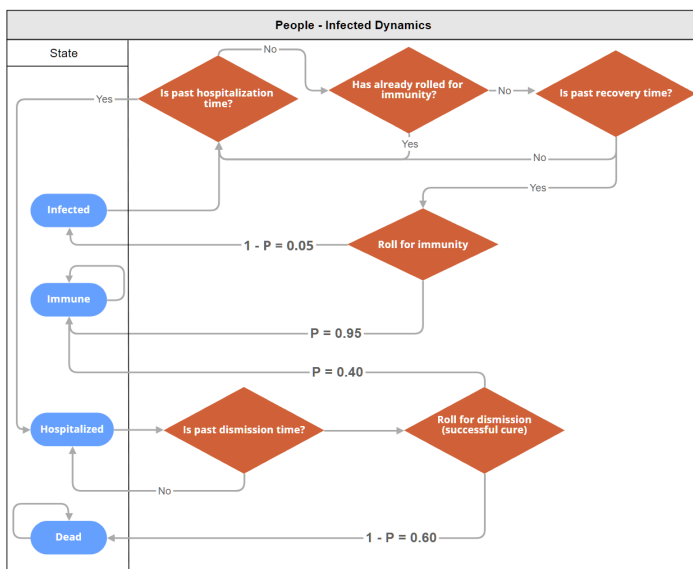 People - Infected Dynamics
State
No
Is past hospitalization
time?
Has already rolled for
immunity?
Is past recovery time?
No
Yes
Yes
No
Yes
Infected
Roll for immunity
1 - P = 0.05
Immune
P = 0.95
P = 0.40
Hospitalized
Is past dismission time?
Roll for dismission
(successful cure)
No
Dead
1 - P = 0.60